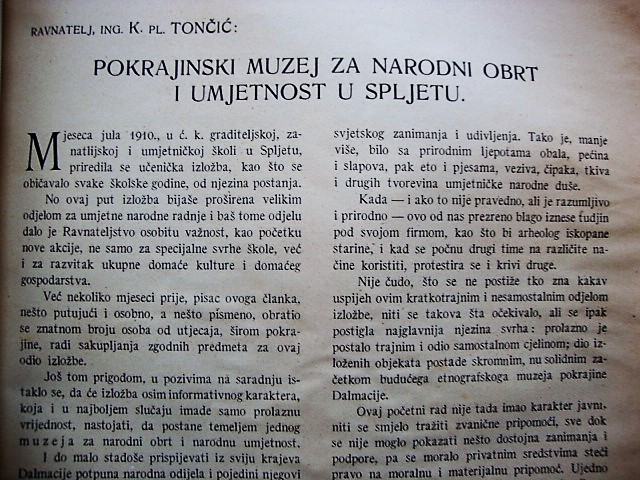 RAVNATELJ, ING. K. PL. TONČIĆ:
POKRAJINSKI MUZEJ ZA NARODNI OBRT
I UMJETNOST U SPLJETU.
Mjeseca jula 1910., u ć. k. graditeljskoj, za-
natlijskoj i umjetničkoj školi u Spljetu,
priredila se učenička izložba, kao što se
običavalo svake školske godine, od njezina postanja.
No ovaj put izložba bijaše proširena velikim
odjelom za umjetne narodne radnje i baš tome odjelu
dalo je Ravnateljstvo osobitu važnost, kao početku
nove akcije, ne samo za specijalne svrhe škole, već
i za razvitak ukupne domaće kulture i domaćeg
gospodarstva.
Već nekoliko mjeseci prije, pisac ovoga članka,
nešto putujući i osobno, a nešto pismeno, obratio
se znatnom broju osoba od utjecaja, širom pokra-
jine, radi sakupljanja zgodnih predmeta za ovaj
odio izložbe.
Još tom prigodom, u pozivima na saradnju is-
taklo se, da će izložba osim informativnog karaktera,
koja i u najboljem slučaju imade samo prolaznu
vrijednost, nastojati, da postane temeljem jednog
muzeja za narodni obrt i narodnu umjetnost.
I do malo stadoše prispijevati iz sviju krajeva
Dalmacije potpuna narodna odijela i pojedini njegovi
svjetskog zanimanja i udivljenja. Tako je, manje
više, bilo sa prirodnim ljepotama obala, pećina
i slapova, pak eto i pjesama, veziva, čipaka, tkiva
i drugih tvorevina umjetničke narodne duše.
Kada — i ako to nije pravedno, ali je razumljivo
i prirodno — ovo od nas prezreno blago iznese tudjin
pod svojom firmom, kao što bi arheolog iskopane
starine, i kad se počnu drugi time na različite na-
čine koristiti, protestira se i krivi druge.
Nije čudo, što se ne postiže tko zna kakav
uspijeh ovim kratkotrajnim i nesamostalnim odjelom
izložbe, niti se takova šta očekivalo, ali se ipak
postigla najglavnija njezina svrha: prolazno je
postalo trajnim i odio samostalnom cjelinom; dio iz-
loženih objekata postade skromnim, nu solidnim za-
četkom budućega etnografskoga muzeja pokrajine
Dalmacije.
Ovaj početni rad nije tada imao karakter javni,
niti se smjelo tražiti zvanične pripomoći, sve dok
se nije moglo pokazati nešto dostojna zanimanja i
podpore, pa se moralo privatnim sredstvima steći
pravo na moralnu i materijalnu pripomoć. Ujedno